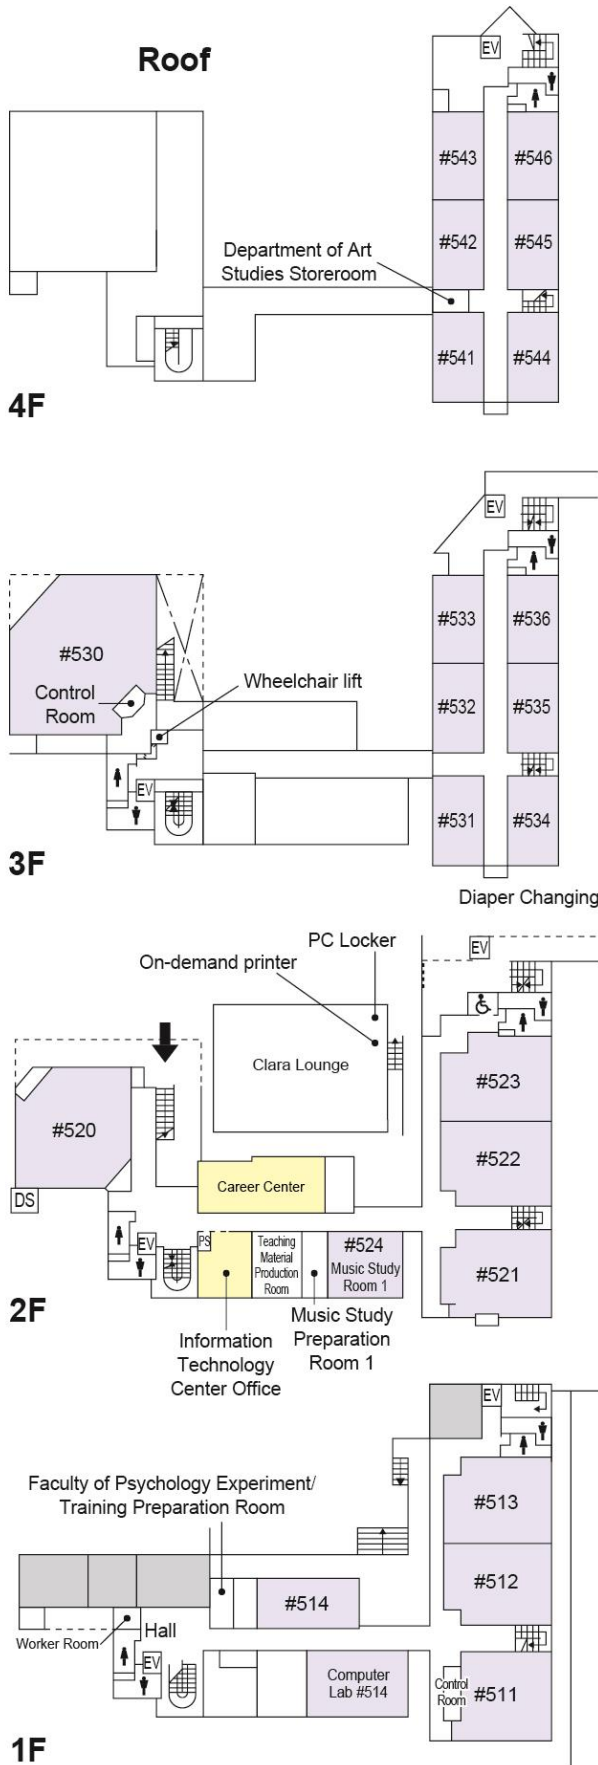 Roof
EV
#543
#546
#542
#545
Department of Art
Studies Storeroom
#541
#544
4F
EV
#530
#533
#536
Control
Room
Wheelchair lift
#532
#535
EV
#531
#534
3F
Diaper Changing
PC Locker
EV
On-demand printer
Clara Lounge
#523
#520
#522
Career Center
DS
EV
PS
Teaching
Material
Production
Room
#524
Music Study
Room 1
#521
2F
Information
Technology
Center Office
Music Study
Preparation
Room 1
EV
Faculty of Psychology Experiment/
Training Preparation Room
#513
#512
#514
Worker Room
Hall
EV
Computer
Lab #514
Control
Room
#511
1F